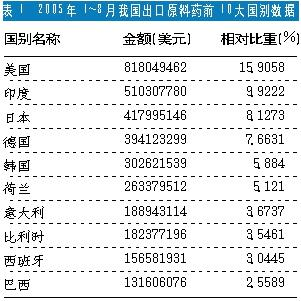 表 1 2005年 1~8月我国出口原料药前 10大国别数据
国别名称 金额(美元) 相对比重(%)
美国 818049462 15,9058
印度 510307780 9,9222
日本 417995146 8,1273
德国 394123299 7,6631
韩国 302621539 5,884
荷兰 263379512 5,121
意大利 188943114 3,6737
比利时 182377196 3,5461
西班牙 156581931 3,0445
巴西 131606076 2,5589